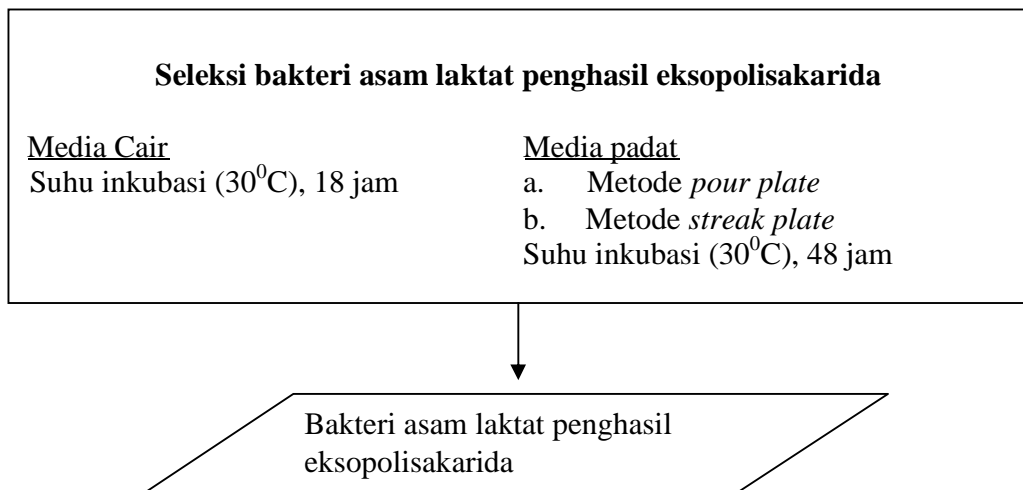 Seleksi bakteri asam laktat penghasil eksopolisakarida
Media Cair
Suhu inkubasi (30⁰C), 18 jam
Media padat
a. Metode pour plate
b. Metode streak plate
Suhu inkubasi (30⁰C), 48 jam
Bakteri asam laktat penghasil
eksopolisakarida